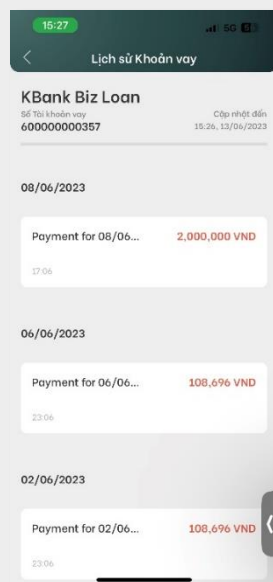 15:27
5G
Lịch sử Khoản vay
KBank Biz Loan
Số Tài khoản vay
Cập nhật đến
600000000357
15:26, 13/06/2023
08/06/2023
Payment for 08/06...
2,000,000 VND
17:06
06/06/2023
Payment for 06/06...
108,696 VND
23:06
02/06/2023
Payment for 02/06...
108,696 VND
23:06